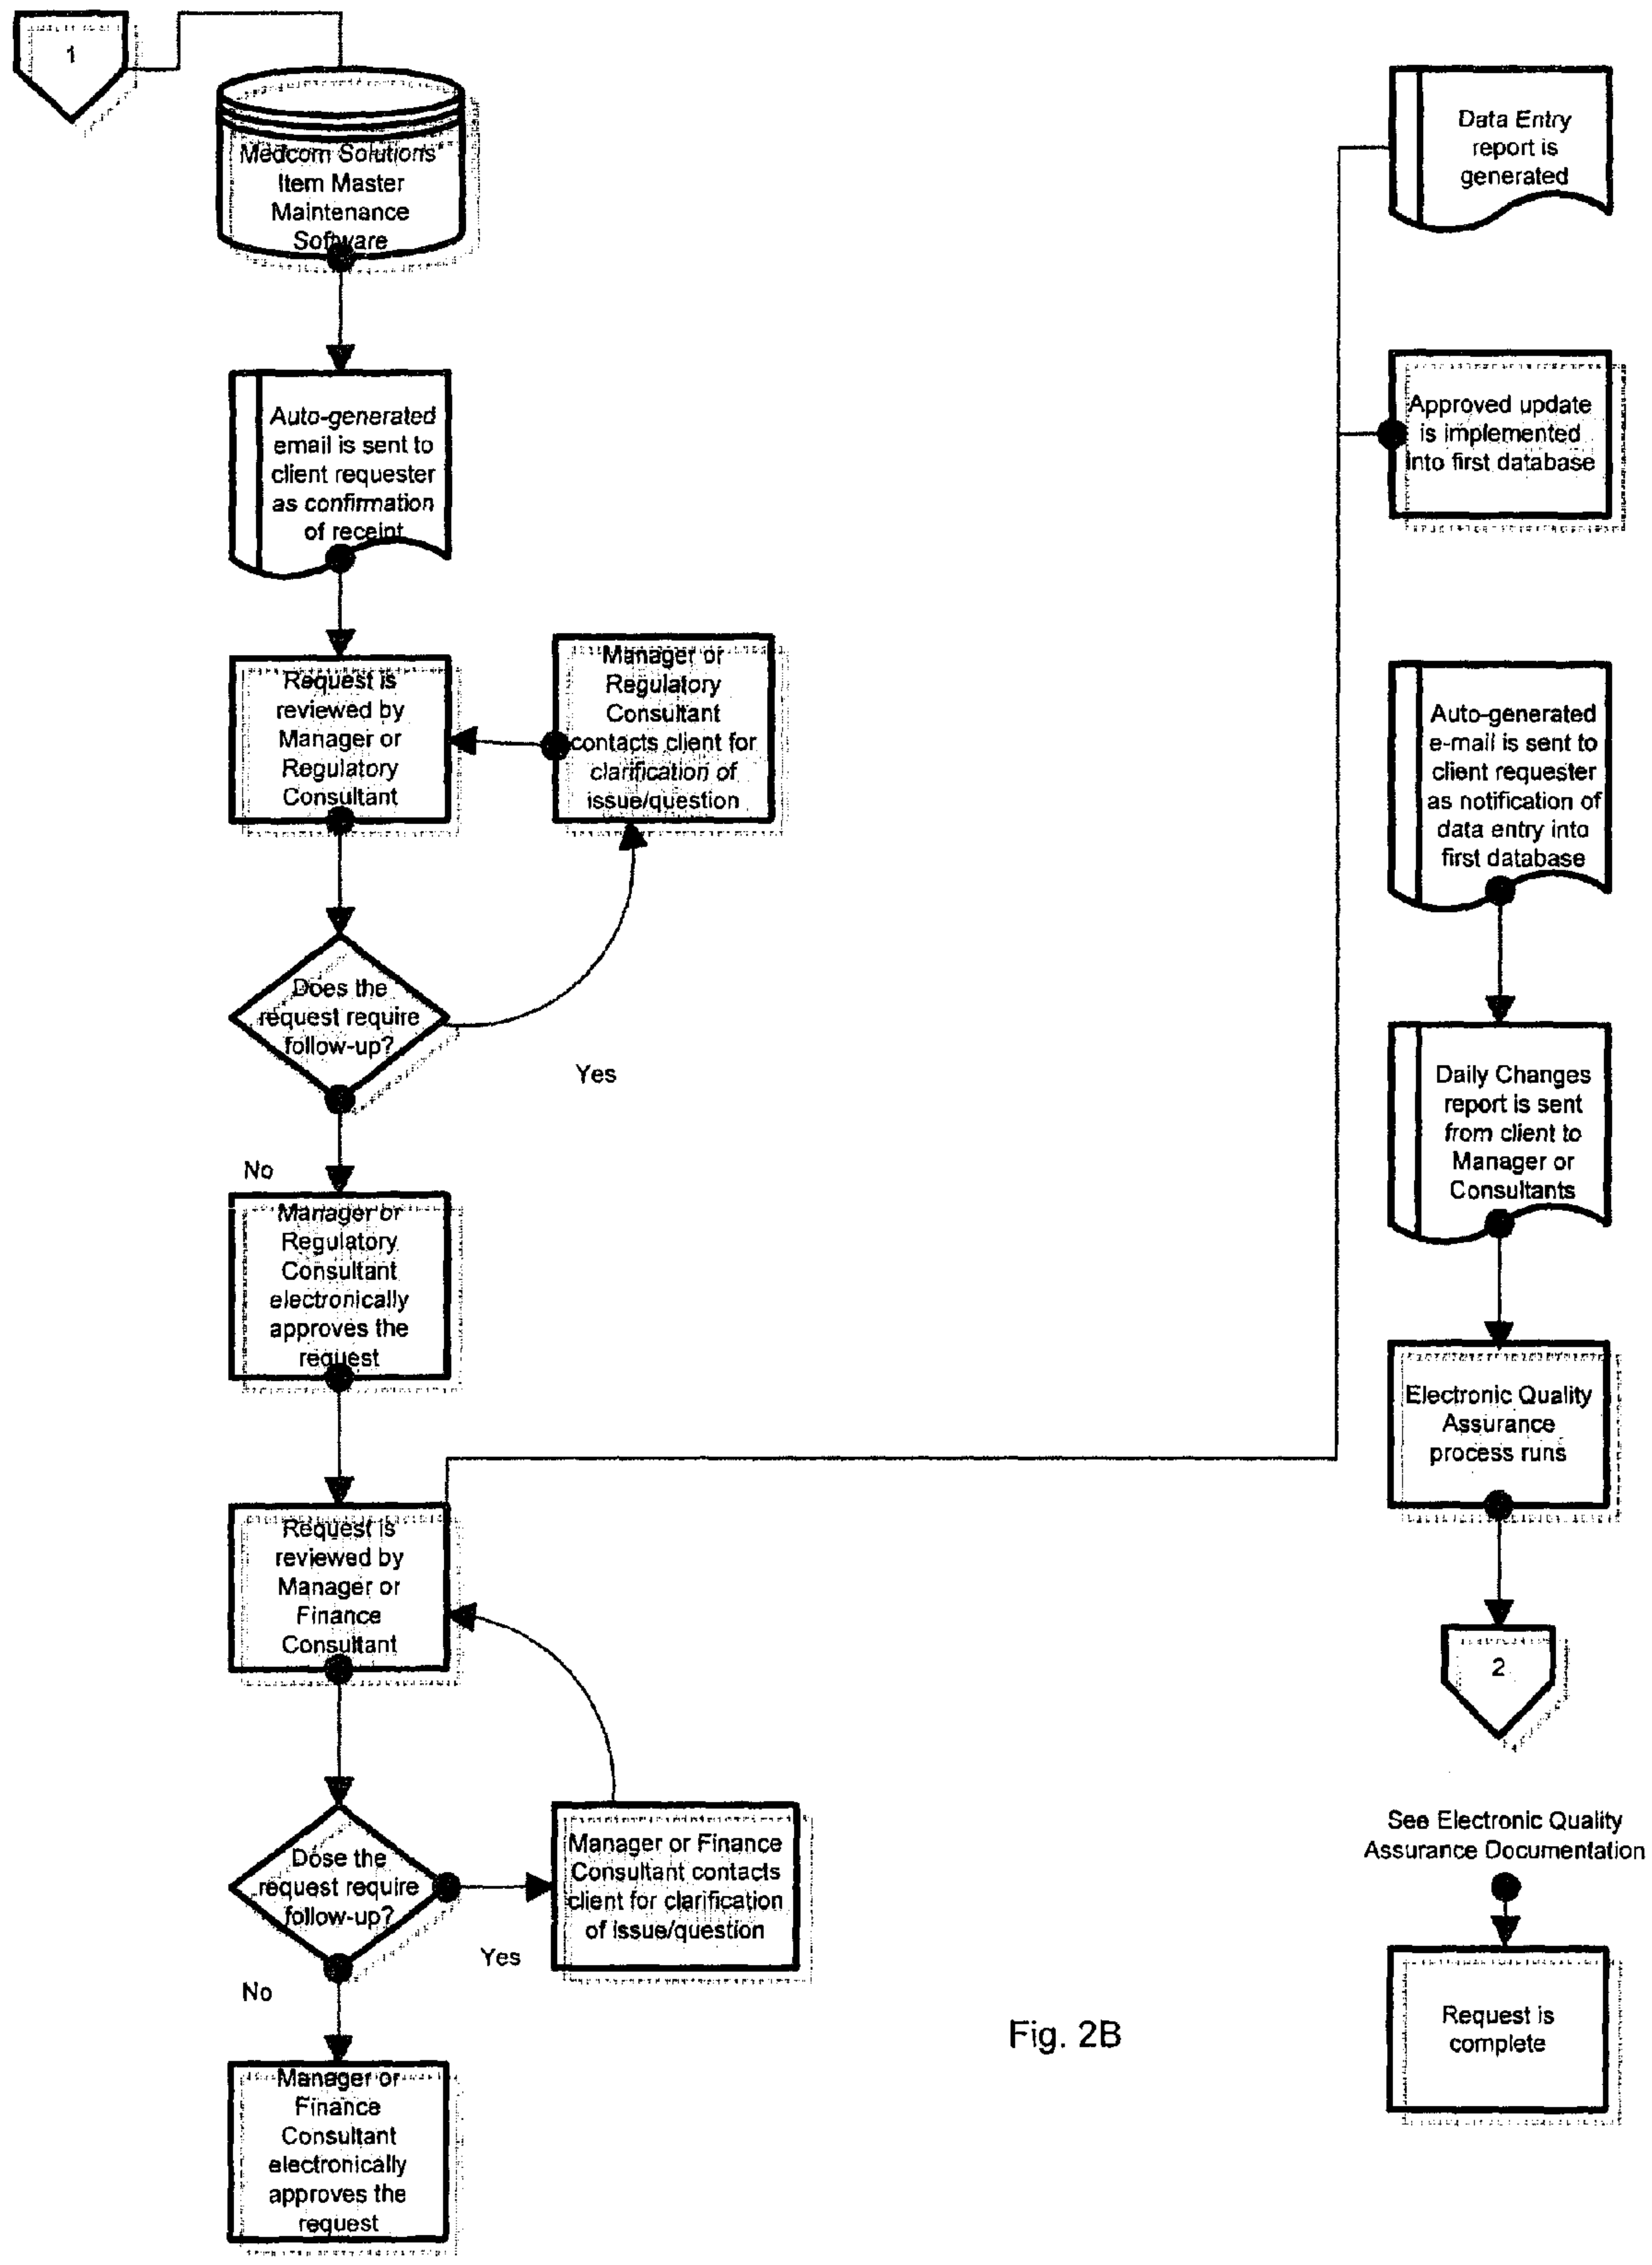 1
Medcom Solutions'
Item Master
Maintenance
Software
Auto-generated
email is sent to
client requester
as confirmation
of receipt
Request is
reviewed by
Manager or
Regulatory
Consultant
Manager or
Regulatory
Consultant
contacts client for
clarification of
issue/question
Does the
request require
follow-up?
Yes
No
Manager or
Regulatory
Consultant
electronically
approves the
request
Request is
reviewed by
Manager or
Finance
Consultant
Dose the
request require
follow-up?
Yes
Manager or Finance
Consultant contacts
client for clarification
of issue/question
No
Manager or
Finance
Consultant
electronically
approves the
request
Data Entry
report is
generated
Approved update
is implemented
into first database
Auto-generated
e-mail is sent to
client requester
as notification of
data entry into
first database
Daily Changes
report is sent
from client to
Manager or
Consultants
Electronic Quality
Assurance
process runs
2
See Electronic Quality
Assurance Documentation
Request is
complete
Fig. 2B